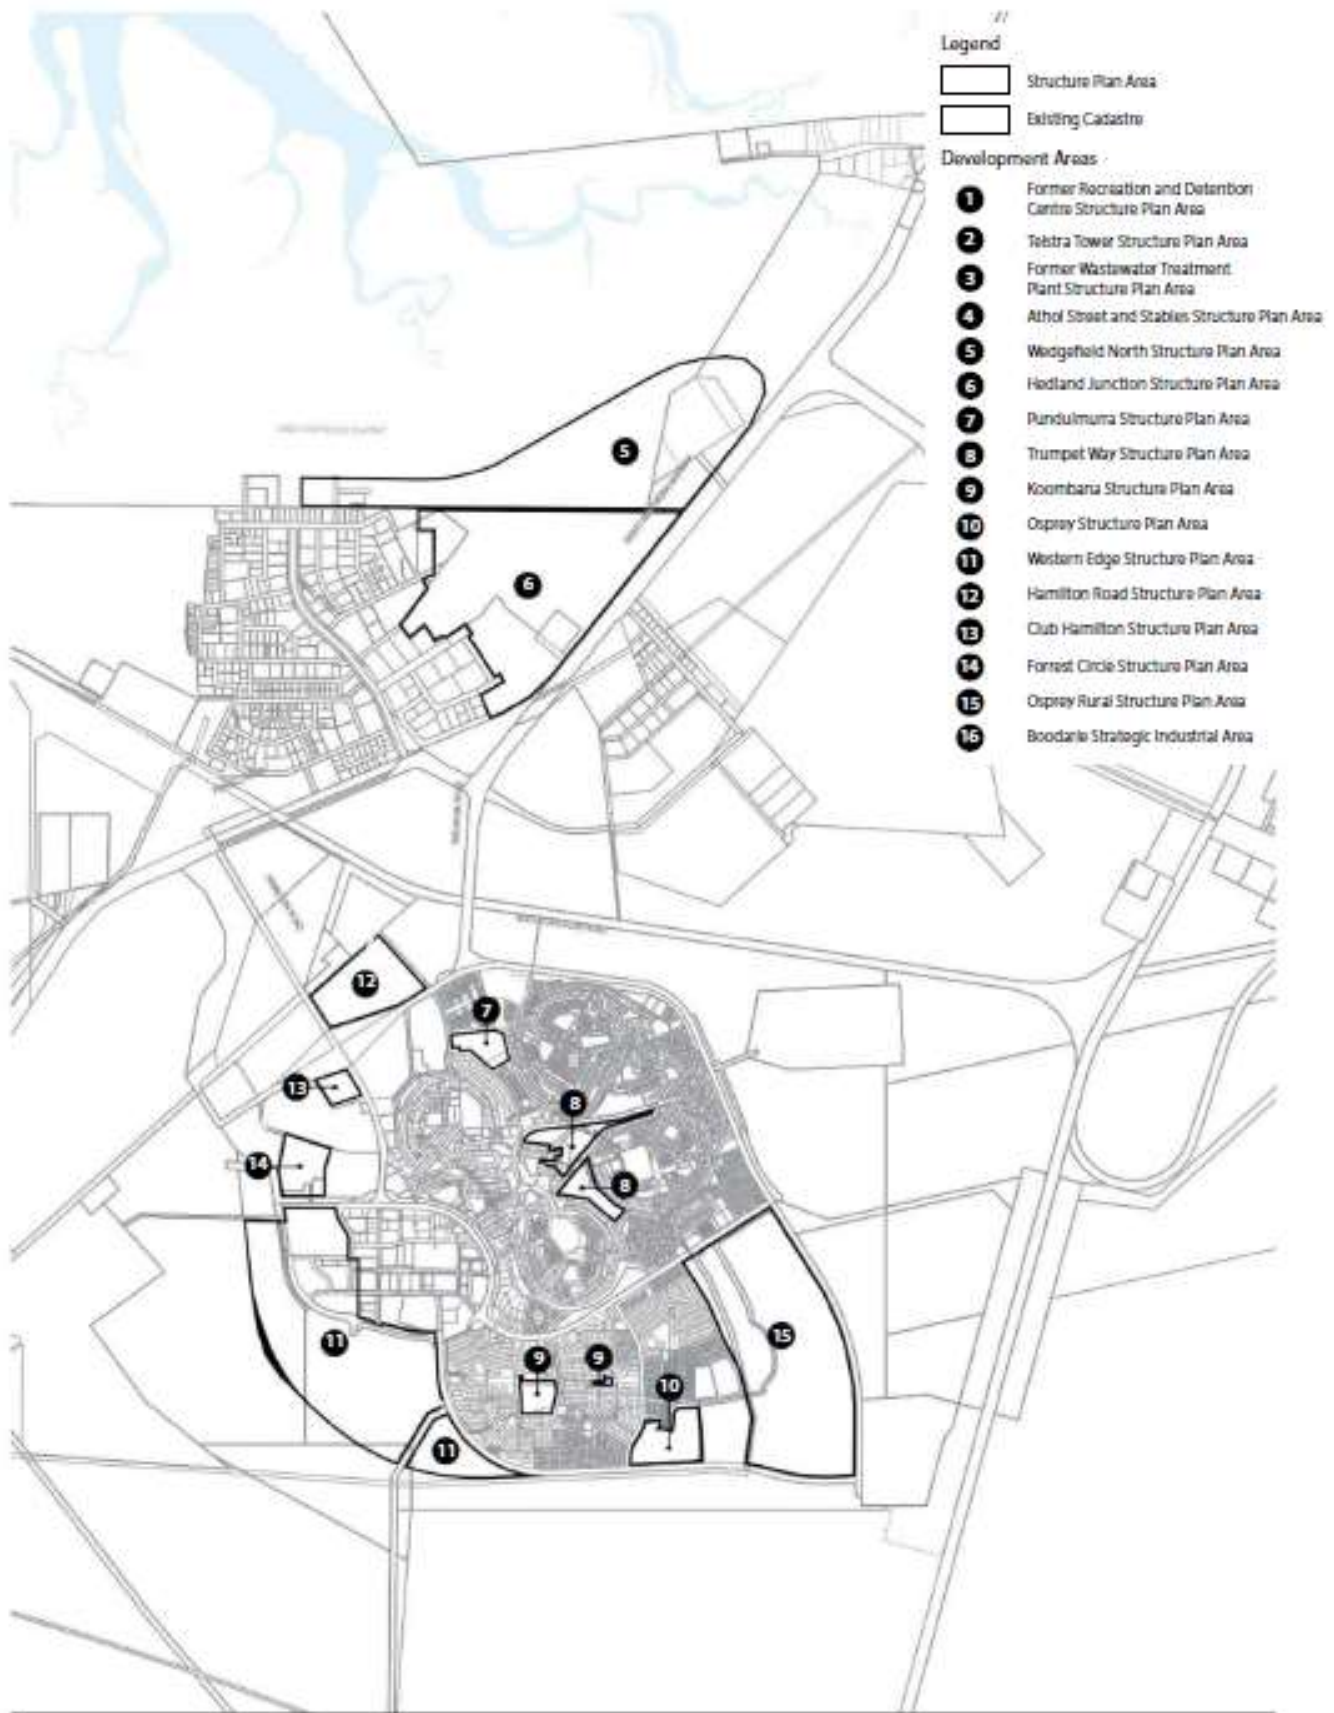 Legend
Structure Plan Area
Existing Cadastre
Development Areas
1 Former Recreation and Detention
Centre Structure Plan Area
2 Telstra Tower Structure Plan Area
3 Former Wastewater Treatment
Plant Structure Plan Area
4 Athol Street and Stables Structure Plan Area
5 Wedgefield North Structure Plan Area
6 Hedland Junction Structure Plan Area
7 Pundulmurra Structure Plan Area
8 Trumpet Way Structure Plan Area
9 Koombana Structure Plan Area
10 Osprey Structure Plan Area
11 Western Edge Structure Plan Area
12 Hamilton Road Structure Plan Area
13 Club Hamilton Structure Plan Area
14 Forrest Circle Structure Plan Area
15 Osprey Rural Structure Plan Area
16 Boodarie Strategic Industrial Area
5
6
12
7
13
8
14
8
11
15
9
9
10
11